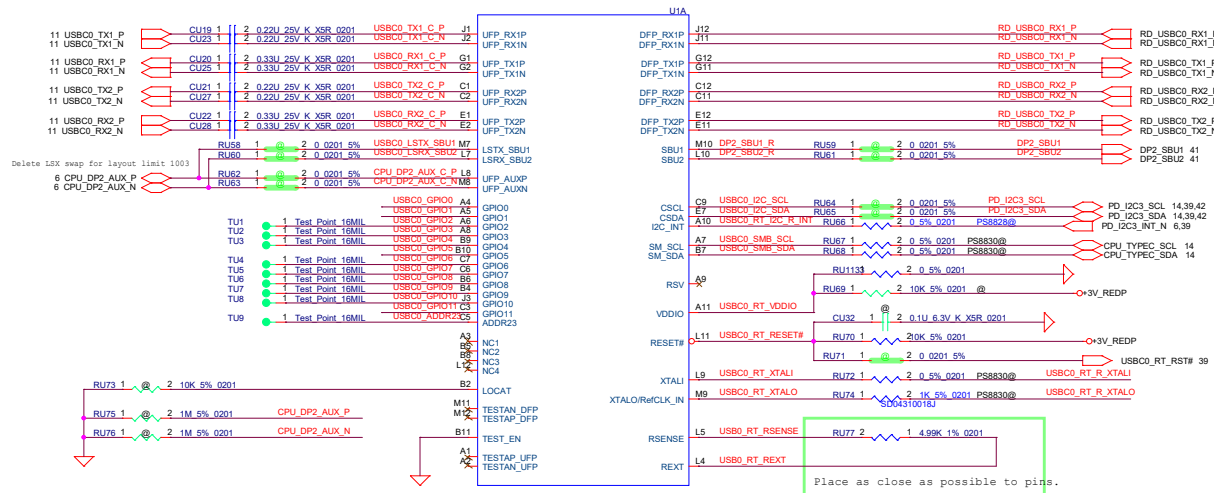 U1A
11 USBC0_TX1_P CU19 1 2 0.22U_25V_K_X5R_0201 USBC0_TX1_C_P J1 UFP_RX1P DFP_RX1P J12 RD_USBC0_RX1_P RD_USBC0_RX1_P
11 USBC0_TX1_N CU23 1 2 0.22U_25V_K_X5R_0201 USBC0_TX1_C_N J2 UFP_RX1N DFP_RX1N J11 RD_USBC0_RX1_N RD_USBC0_RX1_N
11 USBC0_RX1_P CU20 1 2 0.33U_25V_K_X5R_0201 USBC0_RX1_C_P G1 UFP_TX1P DFP_TX1P G12 RD_USBC0_TX1_P RD_USBC0_TX1_P
11 USBC0_RX1_N CU25 1 2 0.33U_25V_K_X5R_0201 USBC0_RX1_C_N G2 UFP_TX1N DFP_TX1N G11 RD_USBC0_TX1_N RD_USBC0_TX1_N
11 USBC0_TX2_P CU21 1 2 0.22U_25V_K_X5R_0201 USBC0_TX2_C_P C1 UFP_RX2P DFP_RX2P C12 RD_USBC0_RX2_P RD_USBC0_RX2_P
11 USBC0_TX2_N CU27 1 2 0.22U_25V_K_X5R_0201 USBC0_TX2_C_N C2 UFP_RX2N DFP_RX2N C11 RD_USBC0_RX2_N RD_USBC0_RX2_N
11 USBC0_RX2_P CU22 1 2 0.33U_25V_K_X5R_0201 USBC0_RX2_C_P E1 UFP_TX2P DFP_TX2P E12 RD_USBC0_TX2_P RD_USBC0_TX2_P
11 USBC0_RX2_N CU28 1 2 0.33U_25V_K_X5R_0201 USBC0_RX2_C_N E2 UFP_TX2N DFP_TX2N E11 RD_USBC0_TX2_N RD_USBC0_TX2_N
RU58 1 @ 2 0_0201_5% USBC0_LSTX_SBU1 M7 LSTX_SBU1 SBU1 M10 DP2_SBU1_R RU59 1 @ 2 0_0201_5% DP2_SBU1 DP2_SBU1 41
RU60 1 @ 2 0_0201_5% USBC0_LSRX_SBU2 L7 LSRX_SBU2 SBU2 L10 DP2_SBU2_R RU61 1 @ 2 0_0201_5% DP2_SBU2 DP2_SBU2 41
Delete LSX swap for layout limit 1003
6 CPU_DP2_AUX_P RU62 1 @ 2 0_0201_5% CPU_DP2_AUX_C_P L8 UFP_AUXP
6 CPU_DP2_AUX_N RU63 1 @ 2 0_0201_5% CPU_DP2_AUX_C_N M8 UFP_AUXN
USBC0_GPIO0 A4 GPIO0 CSCL C9 USBC0_I2C_SCL RU64 1 @ 2 0_0201_5% PD_I2C3_SCL PD_I2C3_SCL 14,39,42
USBC0_GPIO1 A5 GPIO1 CSDA E7 USBC0_I2C_SDA RU65 1 @ 2 0_0201_5% PD_I2C3_SDA PD_I2C3_SDA 14,39,42
TU1 1 Test_Point_16MIL USBC0_GPIO2 A6 GPIO2 I2C_INT A10 USBC0_RT_I2C_R_INT RU66 1 2 0_5%_0201 PS8828@ PD_I2C3_INT_N 6,39
TU2 1 Test_Point_16MIL USBC0_GPIO3 A8 GPIO3
TU3 1 Test_Point_16MIL USBC0_GPIO4 B9 GPIO4 SM_SCL A7 USBC0_SMB_SCL RU67 1 2 0_5%_0201 PS8830@ CPU_TYPEC_SCL 14
USBC0_GPIO5 B10 GPIO5 SM_SDA B7 USBC0_SMB_SDA RU68 1 2 0_5%_0201 PS8830@ CPU_TYPEC_SDA 14
TU4 1 Test_Point_16MIL USBC0_GPIO6 C7 GPIO6
TU5 1 Test_Point_16MIL USBC0_GPIO7 C6 GPIO7 RU1133 1 2 0_5%_0201
TU6 1 Test_Point_16MIL USBC0_GPIO8 B6 GPIO8 RSV A9
TU7 1 Test_Point_16MIL USBC0_GPIO9 B4 GPIO9 RU69 1 2 10K_5%_0201 @ +3V_REDP
TU8 1 Test_Point_16MIL USBC0_GPIO10 J3 GPIO10
USBC0_GPIO11 C3 GPIO11 VDDIO A11 USBC0_RT_VDDIO
TU9 1 Test_Point_16MIL USBC0_ADDR23 C5 ADDR23 CU32 1 @ 2 0.1U_6.3V_K_X5R_0201
A3 NC1 RESET# L11 USBC0_RT_RESET# RU70 1 2 10K_5%_0201 +3V_REDP
B5 NC2
B8 NC3 RU71 1 @ 2 0_0201_5% USBC0_RT_RST# 39
L12 NC4
RU73 1 @ 2 10K_5%_0201 B2 LOCAT XTALI L9 USBC0_RT_XTALI RU72 1 2 0_5%_0201 PS8830@ USBC0_RT_R_XTALI
XTALO/RefCLK_IN M9 USBC0_RT_XTALO RU74 1 2 1K_5%_0201 PS8830@ USBC0_RT_R_XTALO
SD04310018J
RU75 1 @ 2 1M_5%_0201 CPU_DP2_AUX_P M11 TESTAN_DFP
M12 TESTAP_DFP
RU76 1 @ 2 1M_5%_0201 CPU_DP2_AUX_N B11 TEST_EN RSENSE L5 USB0_RT_RSENSE RU77 2 1 4.99K_1%_0201
A1 TESTAP_UFP
A2 TESTAN_UFP REXT L4 USB0_RT_REXT
Place as close as possible to pins.